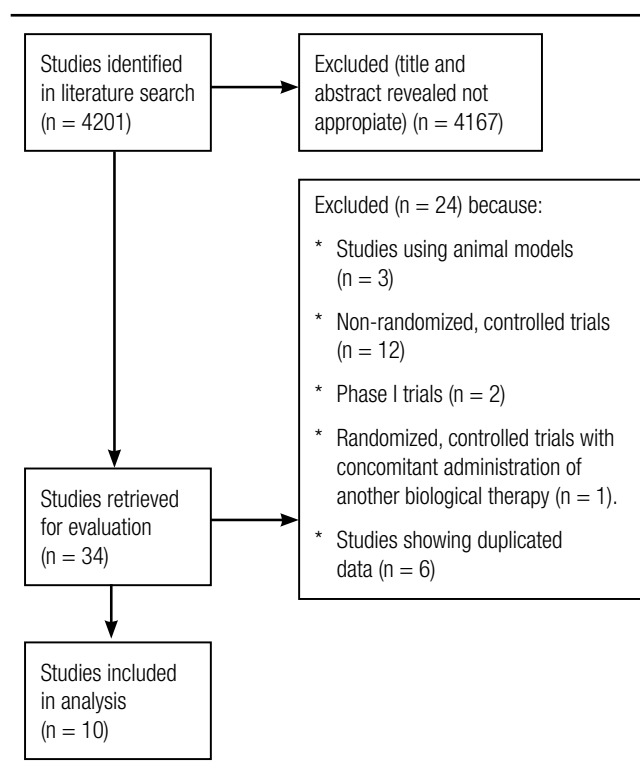 Studies identified
in literature search
(n = 4201)
Excluded (title and
abstract revealed not
appropiate) (n = 4167)
Excluded (n = 24) because:
* Studies using animal models
(n = 3)
* Non-randomized, controlled trials
(n = 12)
* Phase I trials (n = 2)
* Randomized, controlled trials with
concomitant administration of
another biological therapy (n = 1).
* Studies showing duplicated
data (n = 6)
Studies retrieved
for evaluation
(n = 34)
Studies included
in analysis
(n = 10)